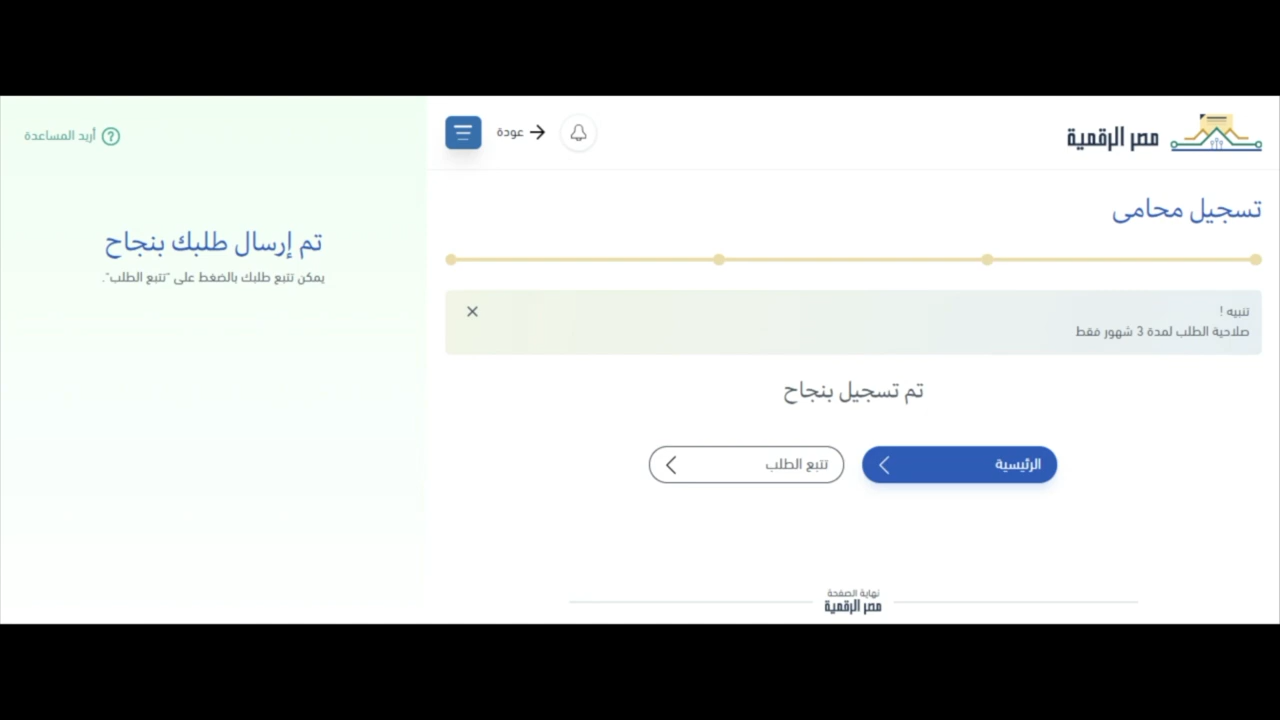 مصر الرقمية
عودة
تسجيل محامى
تنبيه !
صلاحية الطلب لمدة 3 شهور فقط
تم تسجيل بنجاح
الرئيسية
تتبع الطلب
نهاية الصفحة
مصر الرقمية
أريد المساعدة
تم إرسال طلبك بنجاح
يمكن تتبع طلبك بالضغط على "تتبع الطلب".